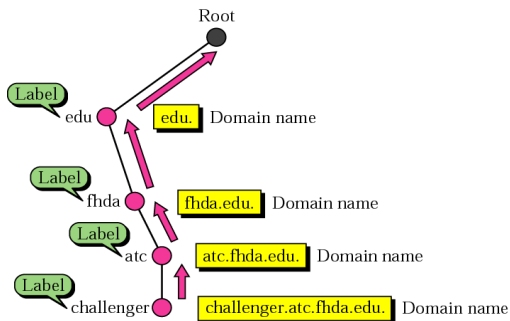 Root
Label
edu
edu.
Domain name
Label
fhda
fhda.edu.
Domain name
Label
atc
atc.fhda.edu.
Domain name
Label
challenger
challenger.atc.fhda.edu.
Domain name